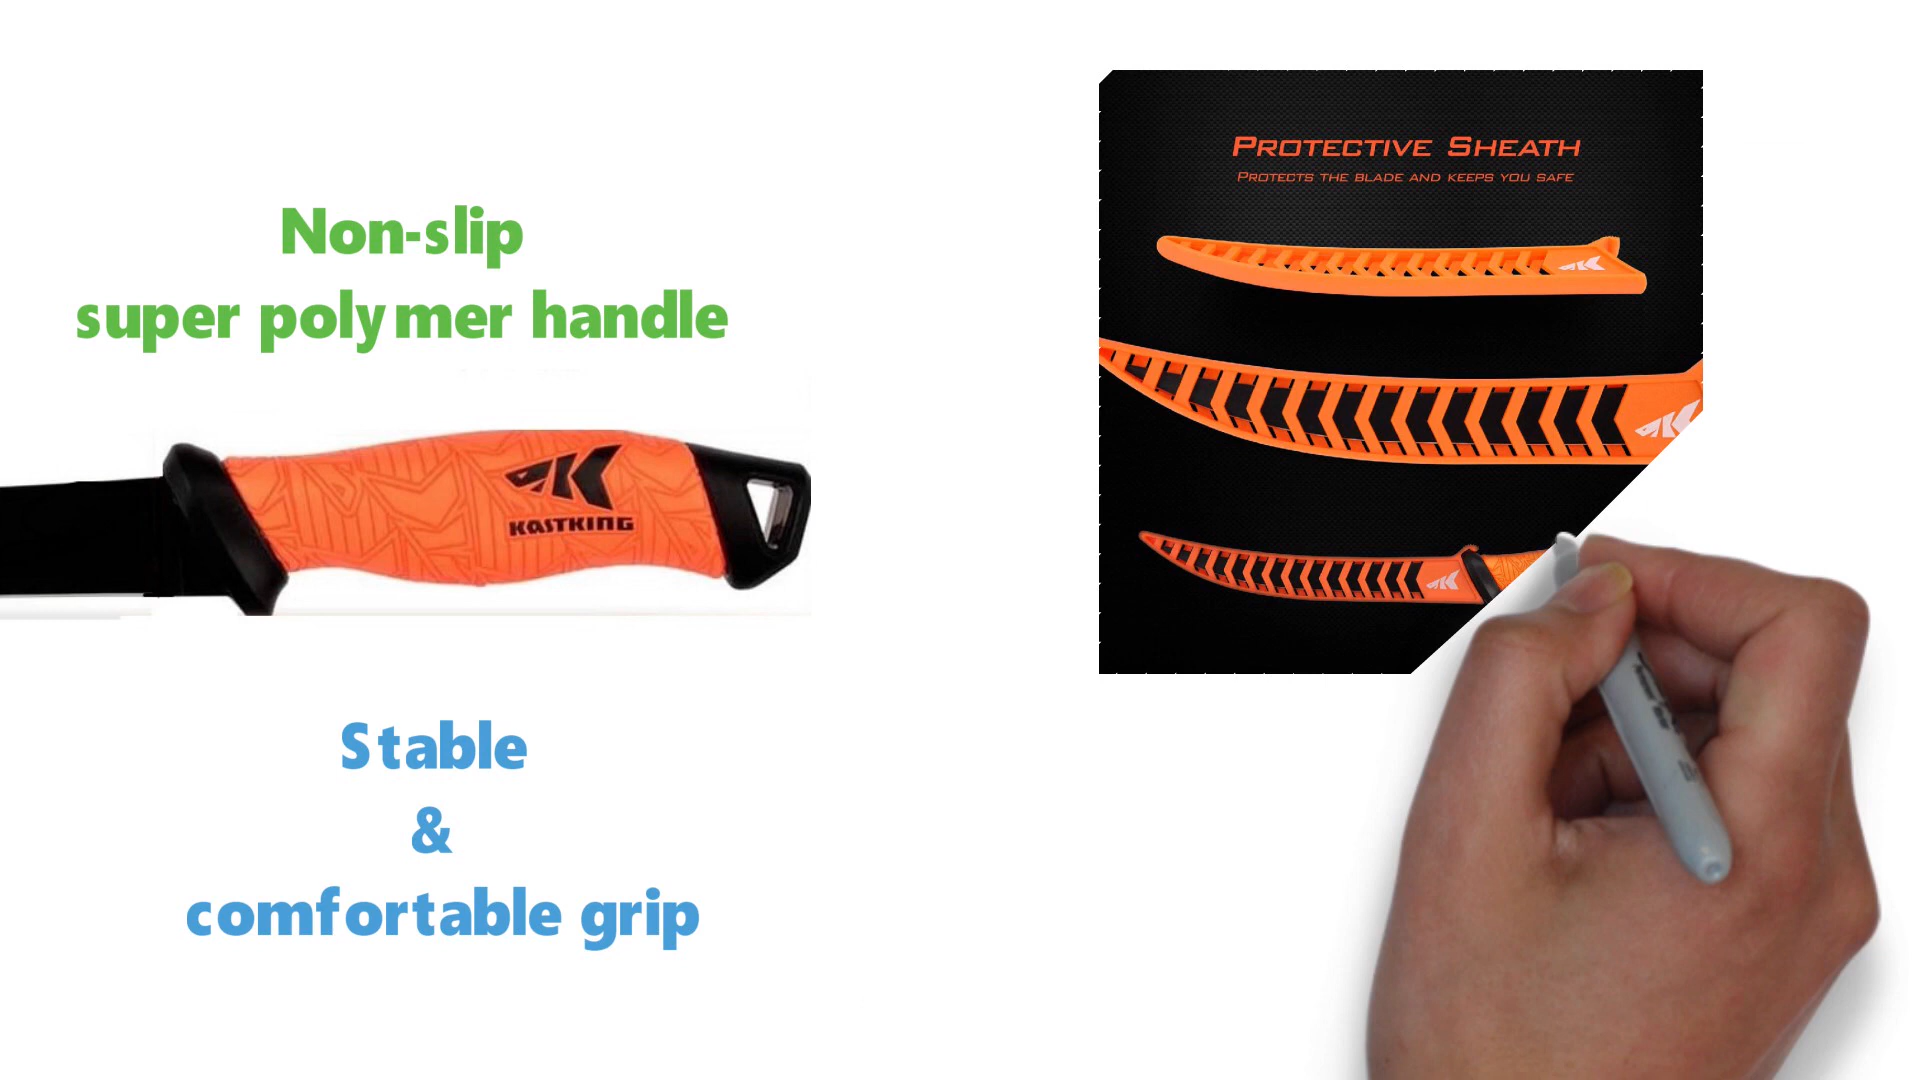 Non-slip
super polymer handle
KASTKING
Stable
&
comfortable grip
PROTECTIVE SHEATH
PROTECTS THE BLADE AND KEEPS YOU SAFE